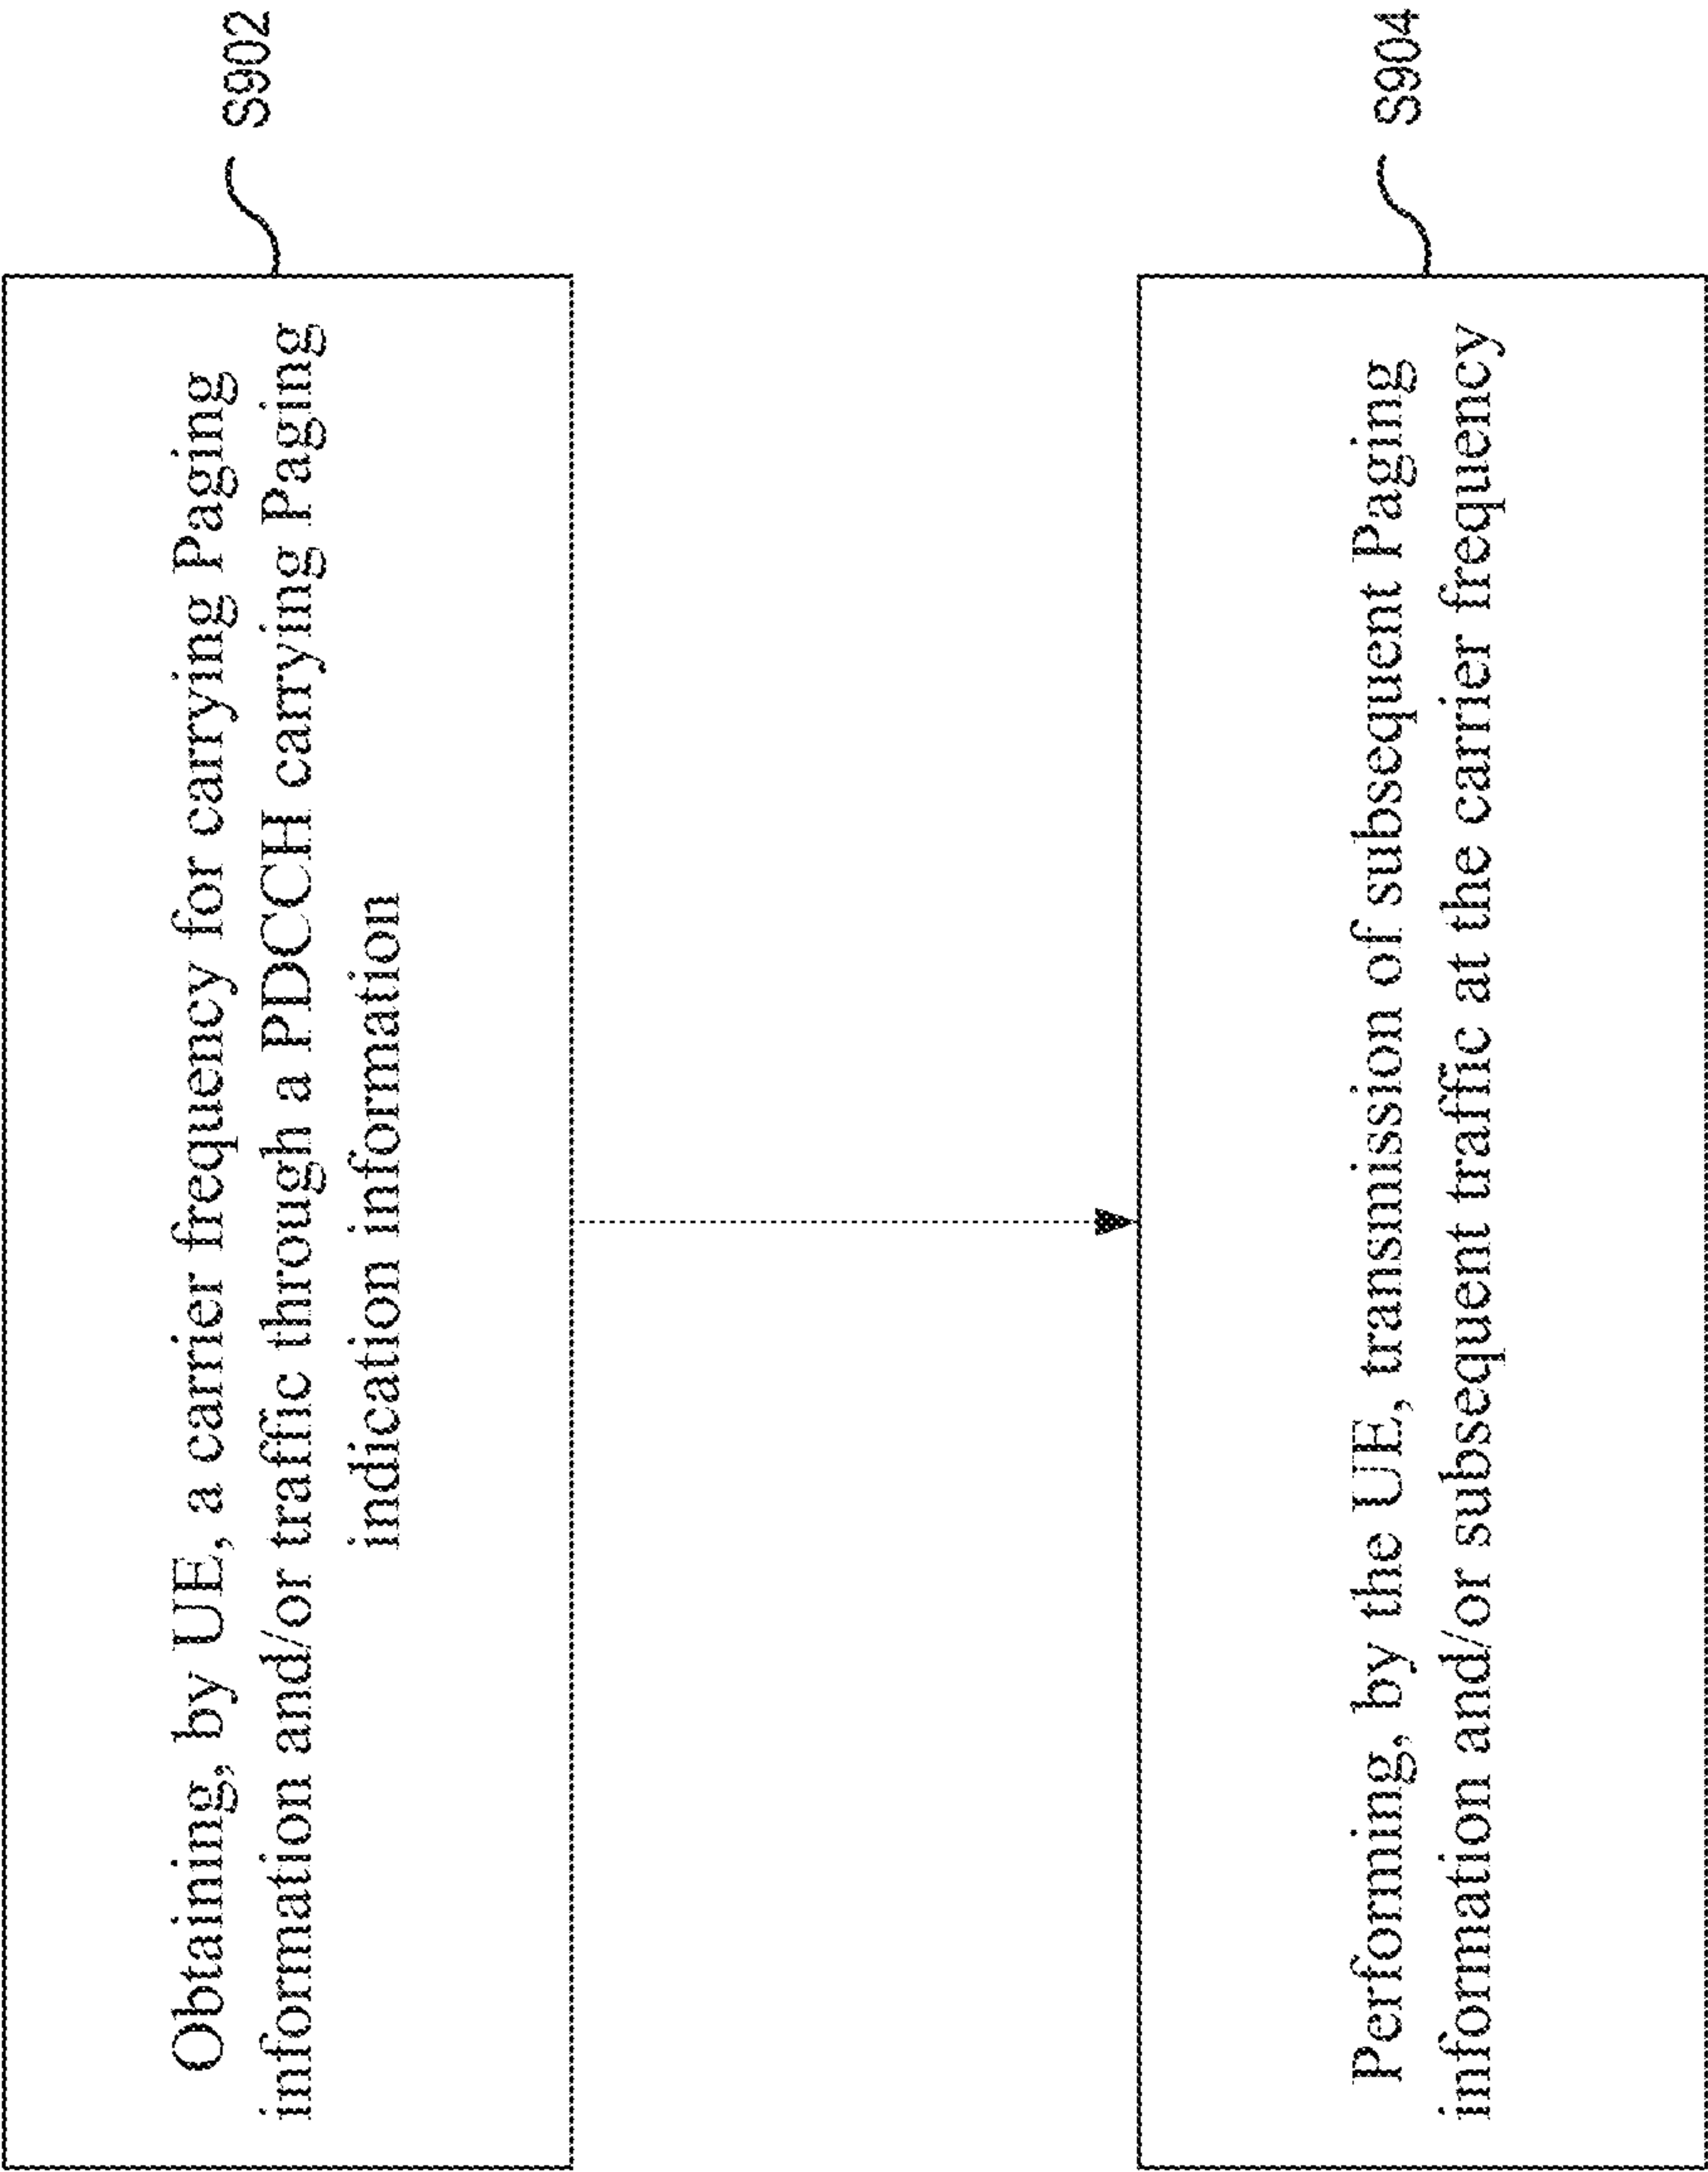 Obtaining, by UE, a carrier frequency for carrying Paging
information and/or traffic through a PDCCH carrying Paging
indication information
S902
Performing, by the UE, transmission of subsequent Paging
information and/or subsequent traffic at the carrier frequency
S904